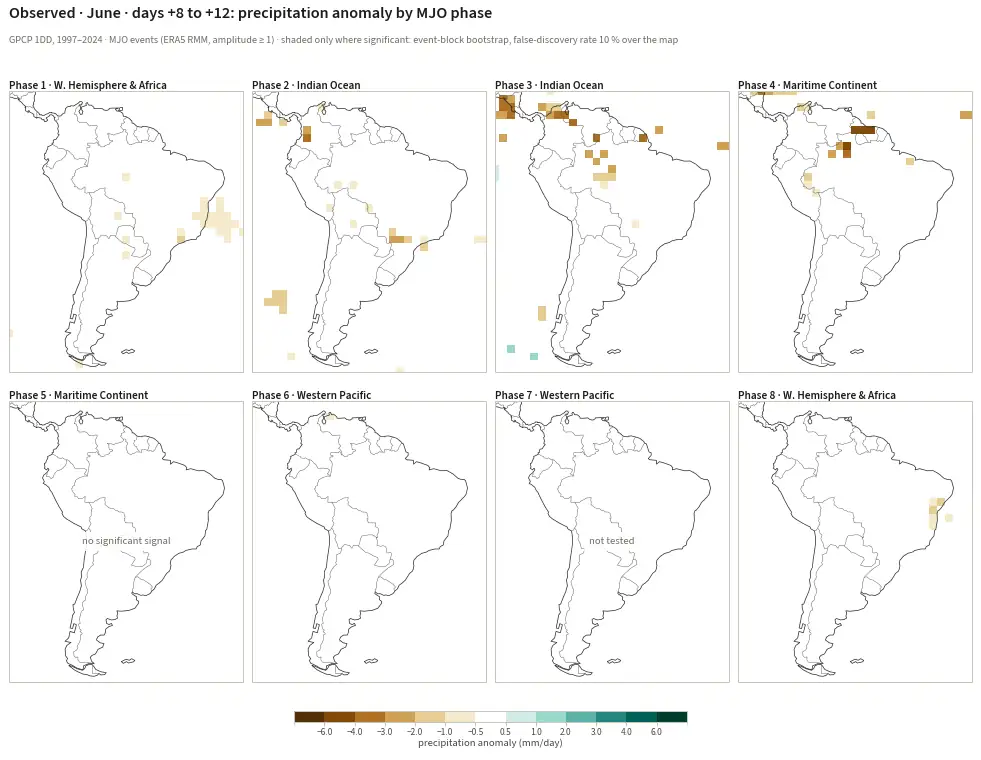 Observed · June · days +8 to +12: precipitation anomaly by MJO phase
GPCP 1DD, 1997–2024 · MJO events (ERA5 RMM, amplitude ≥ 1) · shaded only where significant: event-block bootstrap, false-discovery rate 10 % over the map
Phase 1 · W. Hemisphere & Africa
Phase 2 · Indian Ocean
Phase 3 · Indian Ocean
Phase 4 · Maritime Continent
Phase 5 · Maritime Continent
Phase 6 · Western Pacific
Phase 7 · Western Pacific
Phase 8 · W. Hemisphere & Africa
no significant signal
not tested
−6.0 −4.0 −3.0 −2.0 −1.0 −0.5 0.5 1.0 2.0 3.0 4.0 6.0
precipitation anomaly (mm/day)